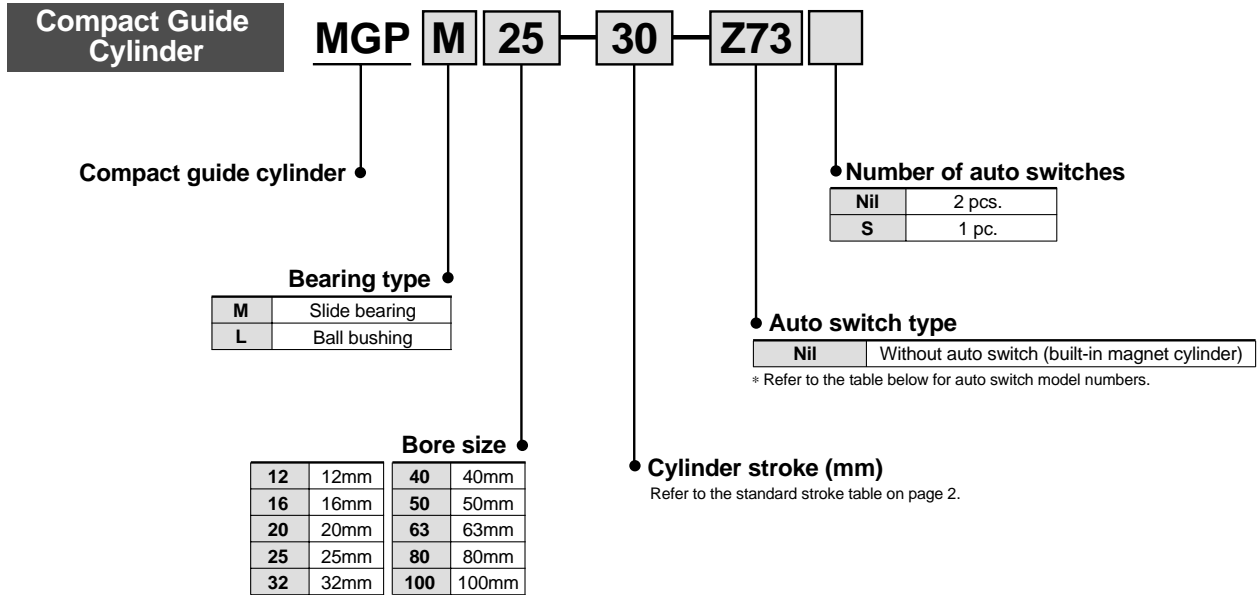 Compact Guide
Cylinder
MGP M 25 — 30 — Z73
Compact guide cylinder
Number of auto switches
Nil 2 pcs.
S 1 pc.
Bearing type
M Slide bearing
L Ball bushing
Auto switch type
Nil Without auto switch (built-in magnet cylinder)
∗ Refer to the table below for auto switch model numbers.
Bore size
12 12mm 40 40mm
16 16mm 50 50mm
20 20mm 63 63mm
25 25mm 80 80mm
32 32mm 100 100mm
Cylinder stroke (mm)
Refer to the standard stroke table on page 2.